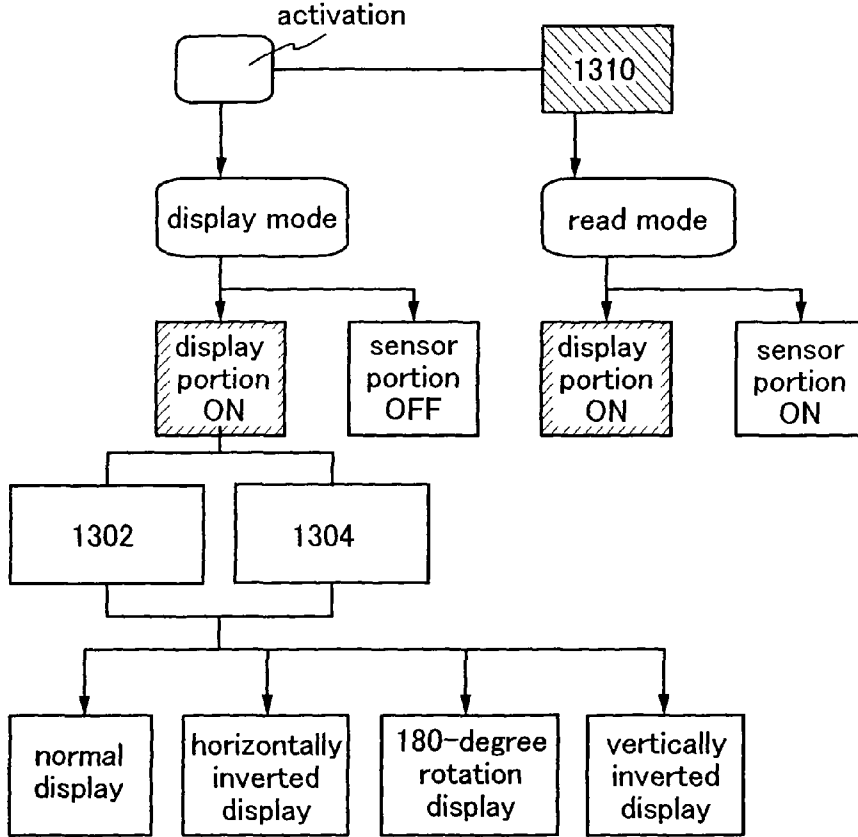 activation
1310
display mode
read mode
display
portion
ON
sensor
portion
OFF
display
portion
ON
sensor
portion
ON
1302
1304
normal
display
horizontally
inverted
display
180-degree
rotation
display
vertically
inverted
display